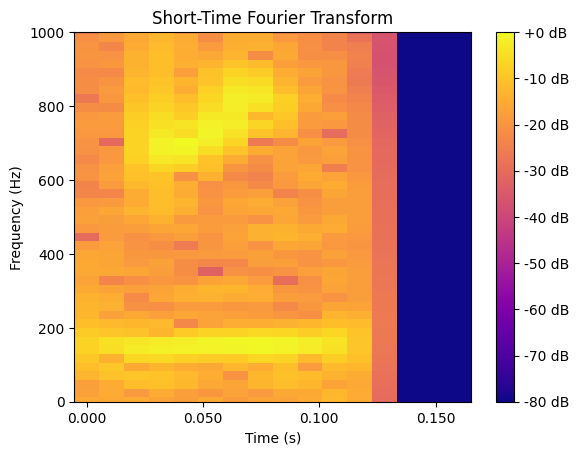 Short-Time Fourier Transform
Frequency (Hz)
1000
800
600
400
200
0
0.000
0.050
0.100
0.150
Time (s)
+0 dB
-10 dB
-20 dB
-30 dB
-40 dB
-50 dB
-60 dB
-70 dB
-80 dB